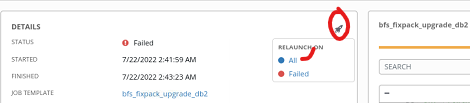 DETAILS
STATUS Failed
STARTED 7/22/2022 2:41:59 AM
FINISHED 7/22/2022 2:43:23 AM
JOB TEMPLATE bfs_fixpack_upgrade_db2
RELAUNCH ON
All
Failed
bfs_fixpack_upgrade_db2
SEARCH